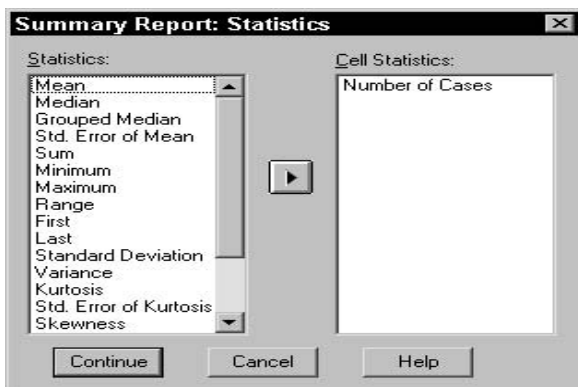 Summary Report: Statistics
Statistics:
Mean
Median
Grouped Median
Std. Error of Mean
Sum
Minimum
Maximum
Range
First
Last
Standard Deviation
Variance
Kurtosis
Std. Error of Kurtosis
Skewness
Cell Statistics:
Number of Cases
Continue
Cancel
Help